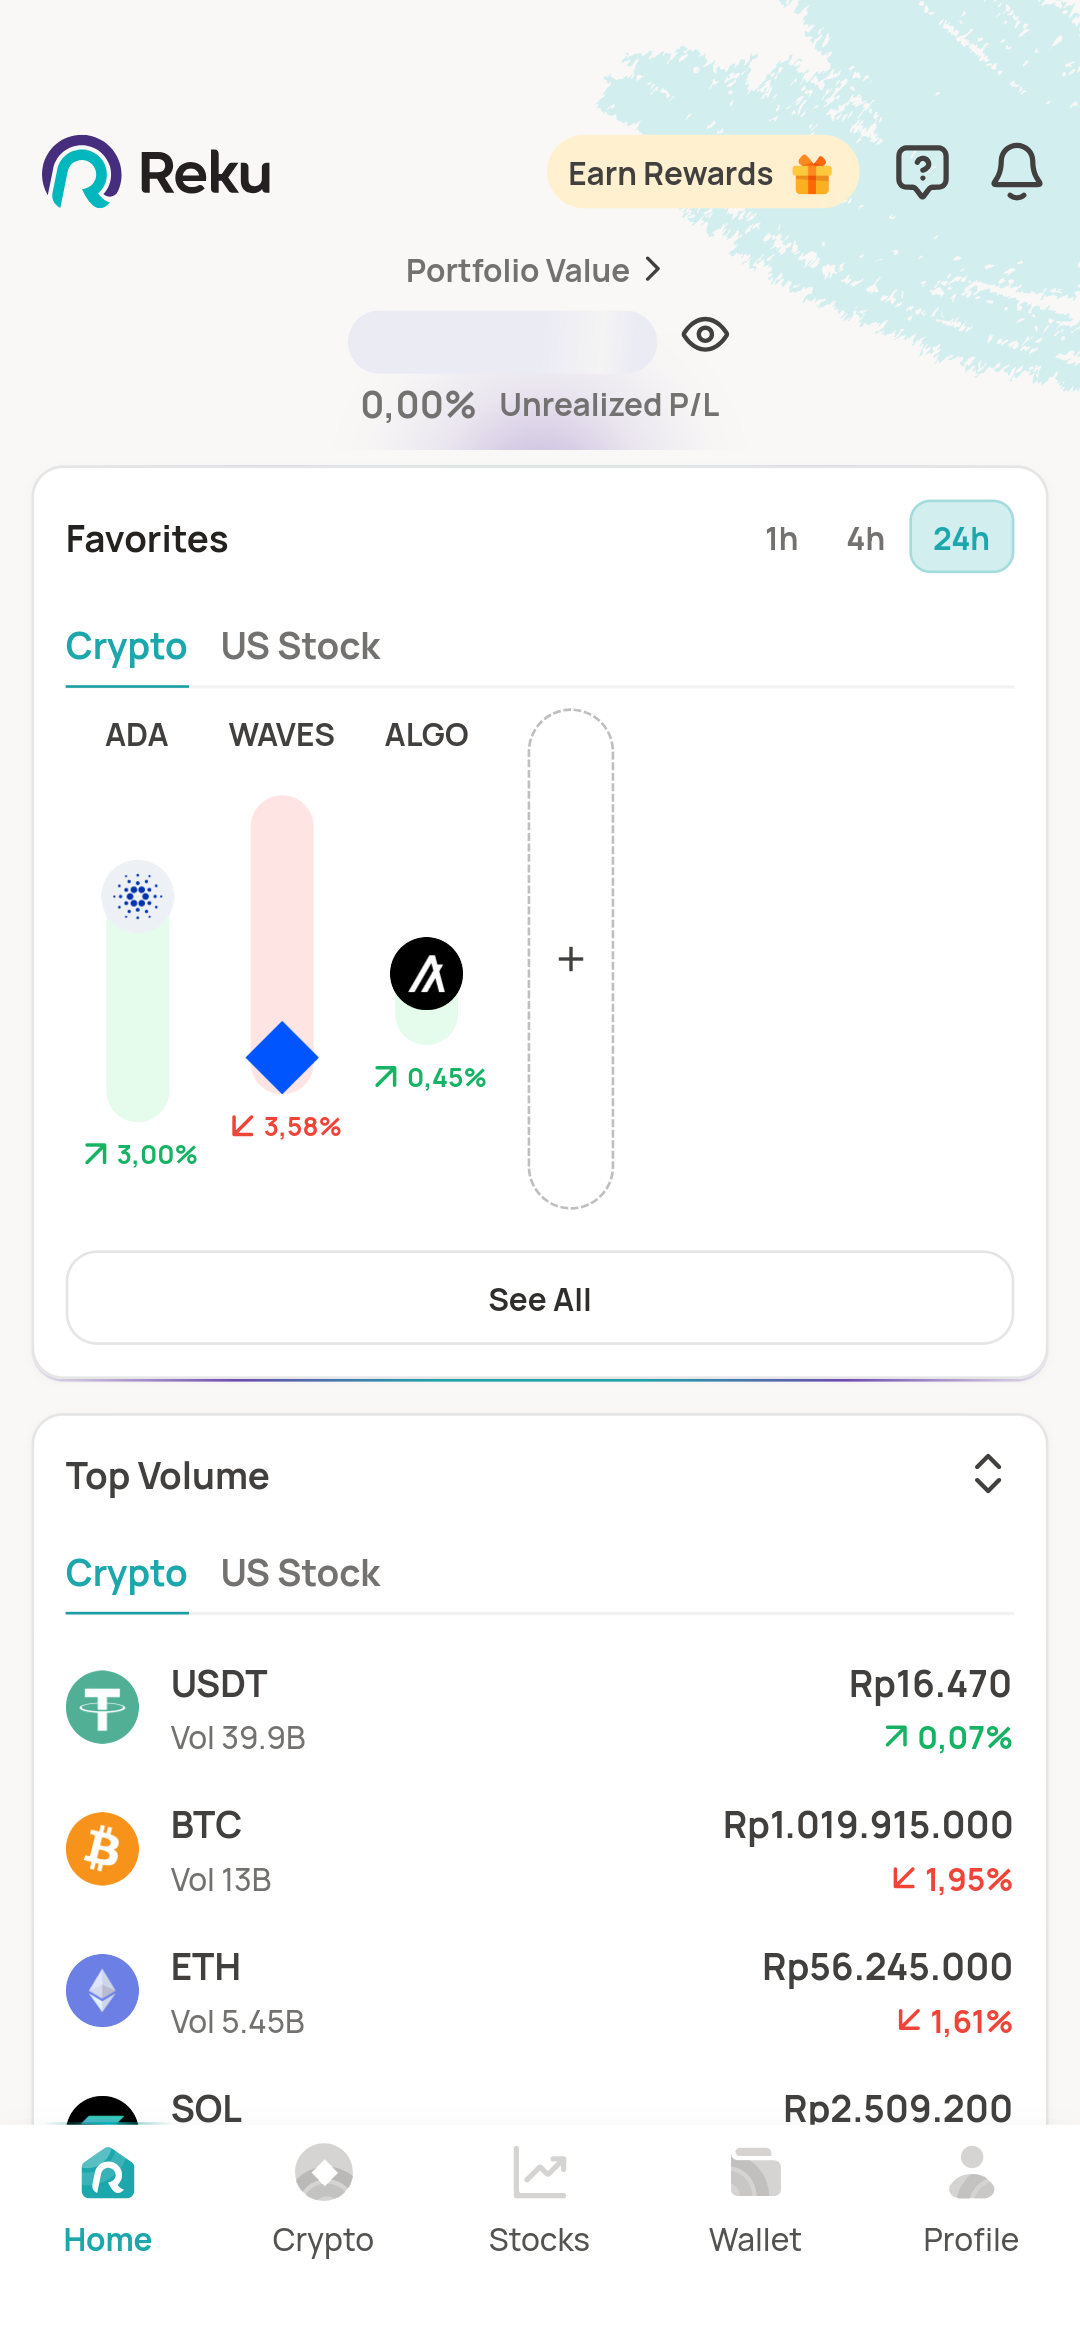 Reku
Earn Rewards
Portfolio Value
0,00% Unrealized P/L
Favorites
1h 4h 24h
Crypto US Stock
ADA WAVES ALGO
0,45%
3,58%
3,00%
See All
Top Volume
Crypto US Stock
USDT Rp16.470
Vol 39.9B 0,07%
BTC Rp1.019.915.000
Vol 13B 1,95%
ETH Rp56.245.000
Vol 5.45B 1,61%
SOL Rp2.509.200
Home Crypto Stocks Wallet Profile